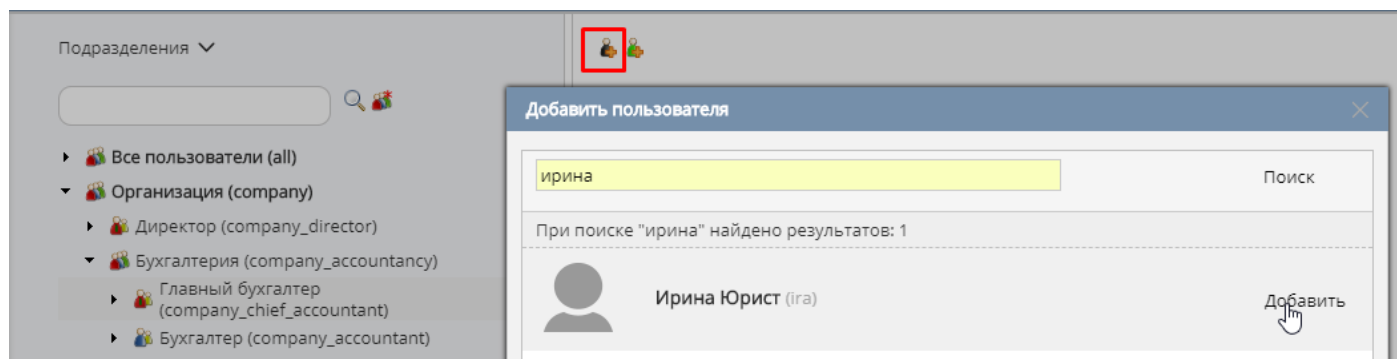 Подразделения
Добавить пользователя
Все пользователи (all)
Организация (company)
Директор (company_director)
Бухгалтерия (company_accountancy)
Главный бухгалтер
(company_chief_accountant)
Бухгалтер (company_accountant)
ирина
Поиск
При поиске "ирина" найдено результатов: 1
Ирина Юрист (ira)
Добавить